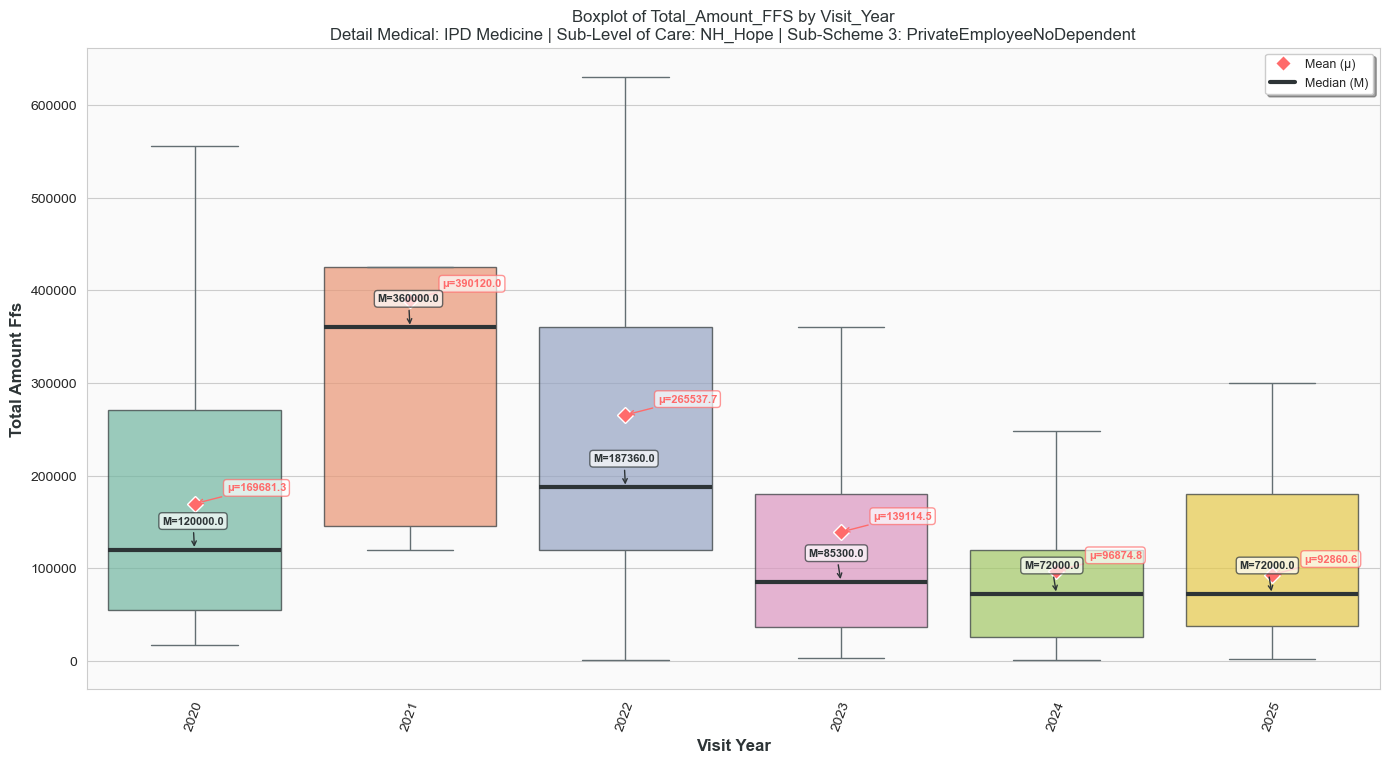 Boxplot of Total_Amount_FFS by Visit_Year
Detail Medical: IPD Medicine | Sub-Level of Care: NH_Hope | Sub-Scheme 3: PrivateEmployeeNoDependent
Mean (μ)
Median (M)
Total Amount Ffs
600000
500000
400000
300000
200000
100000
0
μ=169681.3
M=120000.0
μ=390120.0
M=360000.0
μ=265537.7
M=187360.0
μ=139114.5
M=85300.0
μ=96874.8
M=72000.0
μ=92860.6
M=72000.0
2020
2021
2022
2023
2024
2025
Visit Year